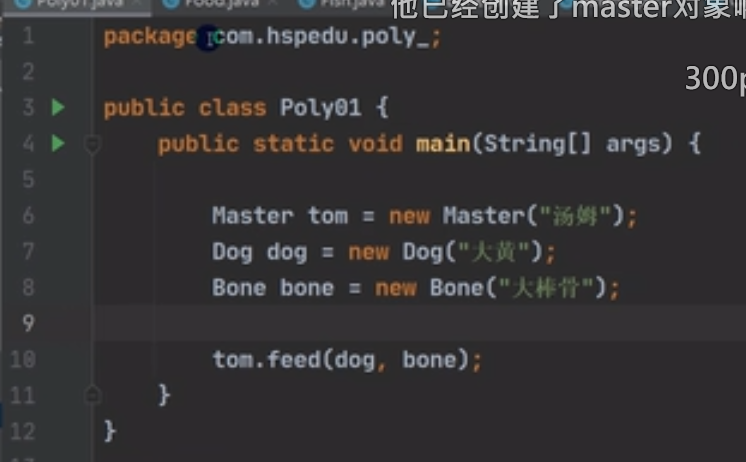 Poly01.java Food.java Fish.java
他已经创建了master对象
300p
1 package com.hspedu.poly_;
2
3 public class Poly01 {
4 public static void main(String[] args) {
5
6 Master tom = new Master("汤姆");
7 Dog dog = new Dog("大黄");
8 Bone bone = new Bone("大棒骨");
9
10 tom.feed(dog, bone);
11 }
12 }